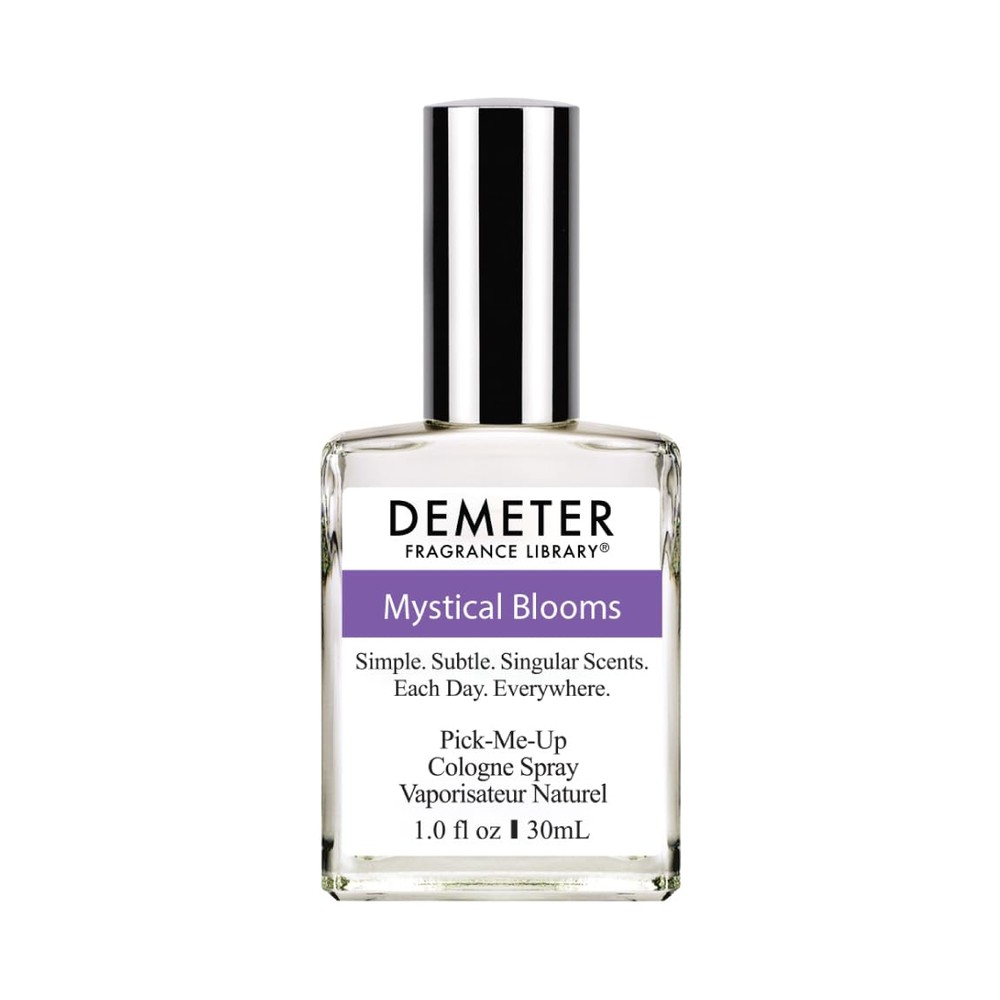 DEMETER
FRAGRANCE LIBRARY®
Mystical Blooms
Simple. Subtle. Singular Scents.
Each Day. Everywhere.
Pick-Me-Up
Cologne Spray
Vaporisateur Naturel
1.0 fl oz ▮ 30mL